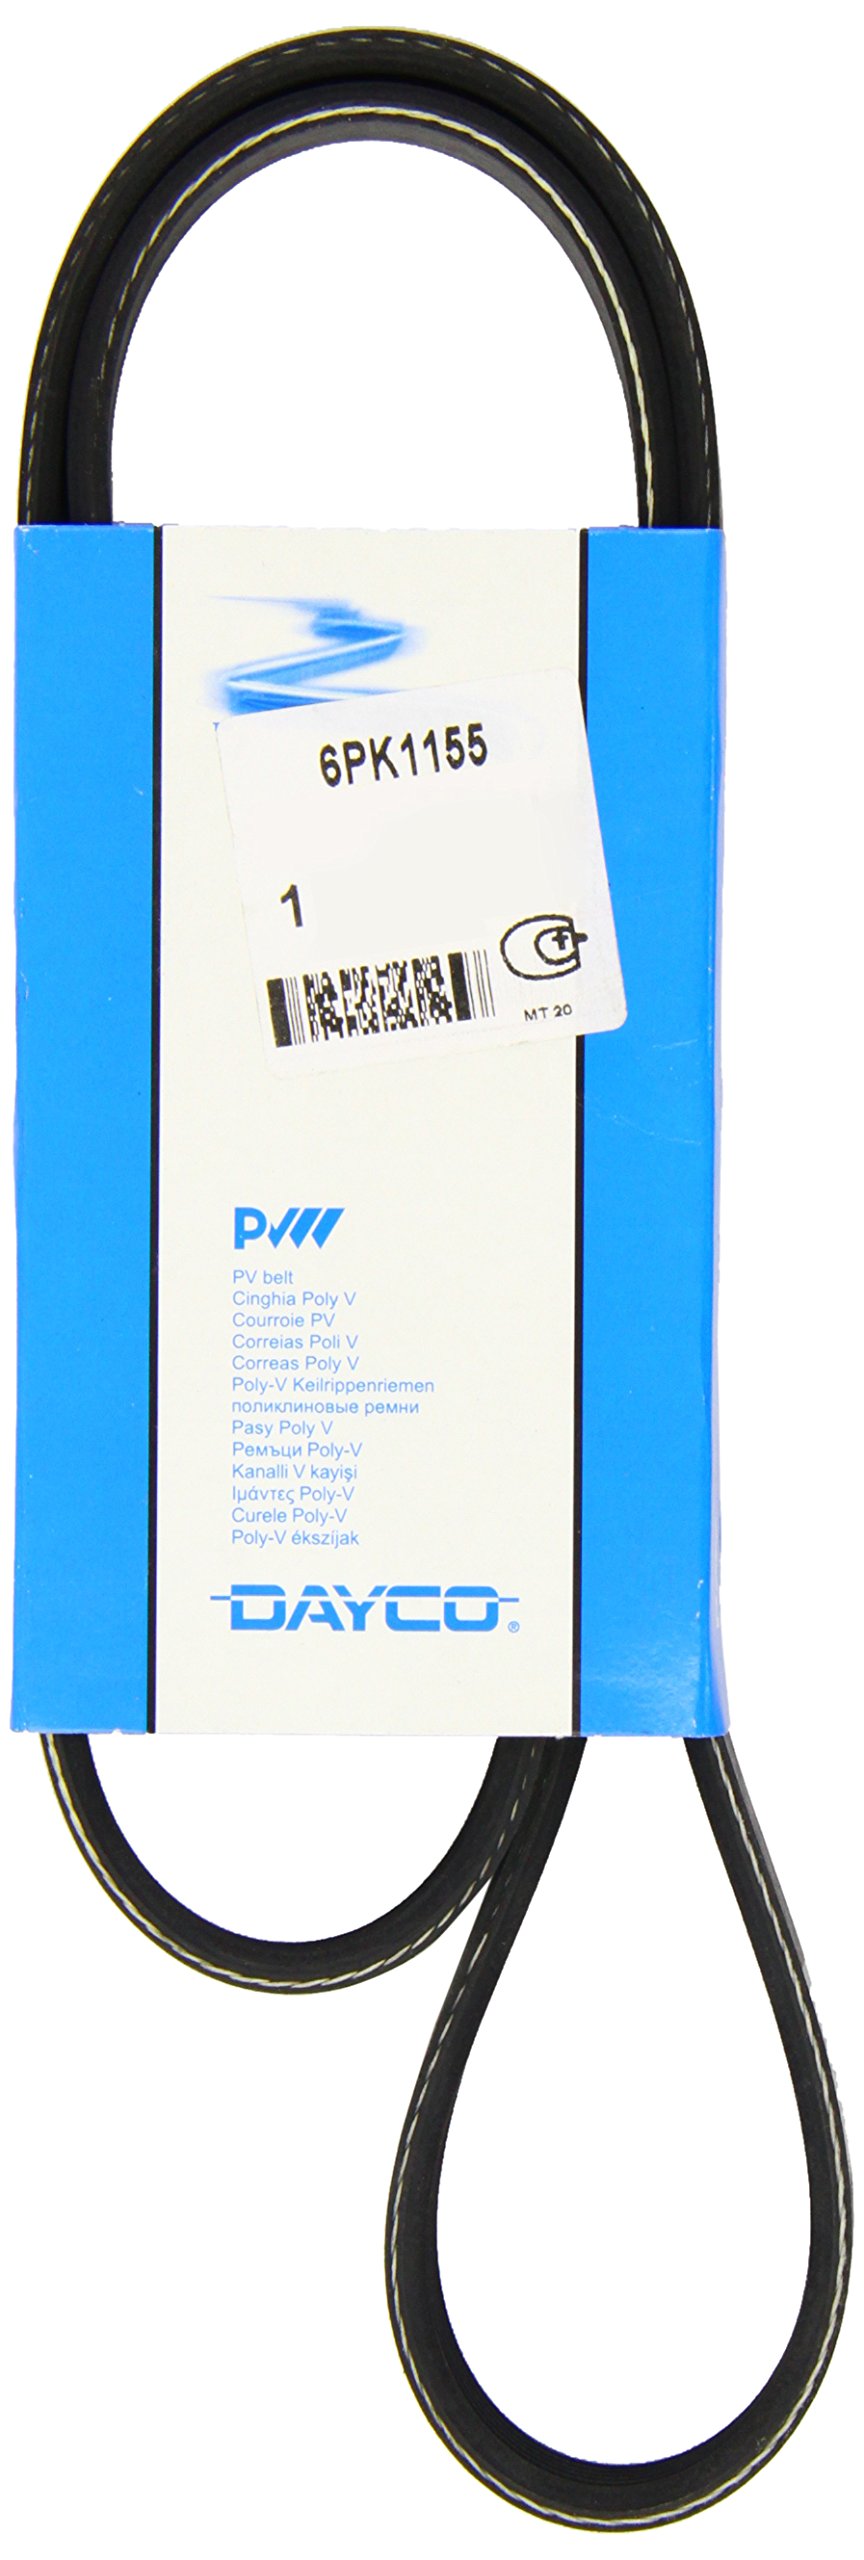 6PK1155
1
MT 20
PV
PV belt
Cinghia Poly V
Courroie PV
Correias Poli V
Correas Poly V
Poly-V Keilrippenriemen
поликлиновые ремни
Pasy Poly V
Ремъци Poly-V
Kanalli V kayişi
Ιμάντες Poly-V
Curele Poly-V
Poly-V ékszíjak
DAYCO®